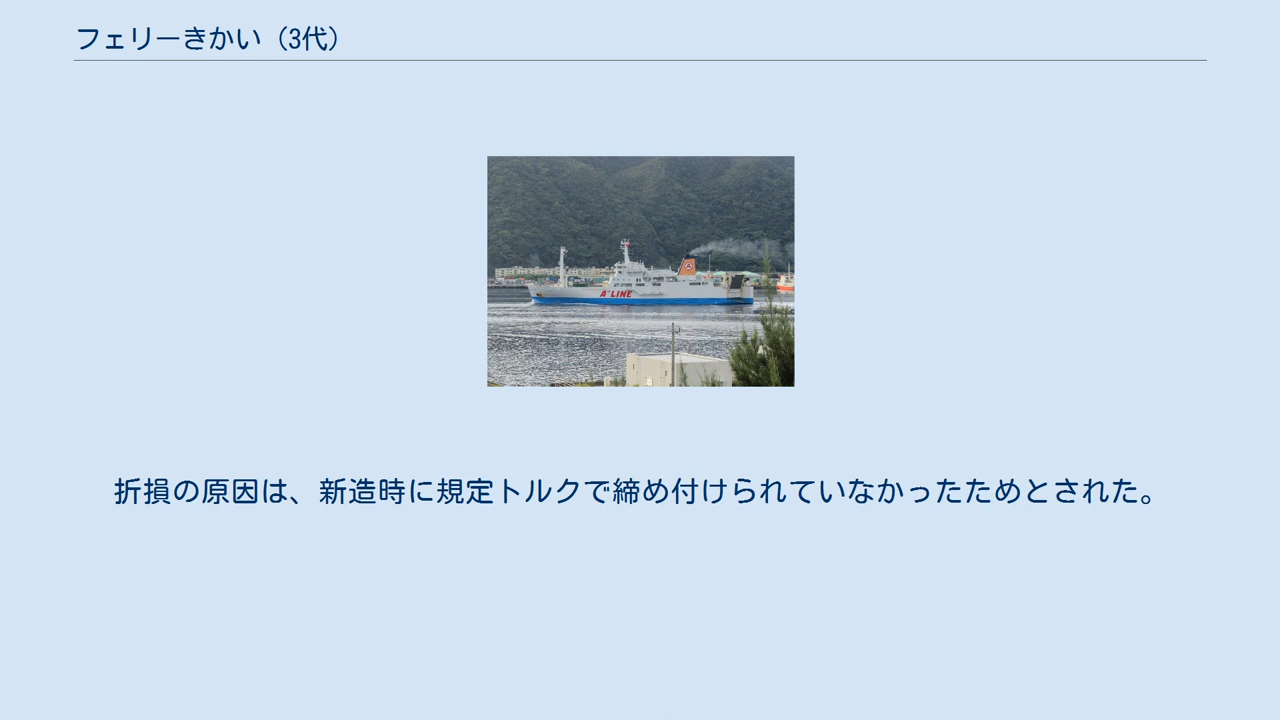 フェリーきかい（3代）
A"LINE
折損の原因は、新造時に規定トルクで締め付けられていなかったためとされた。